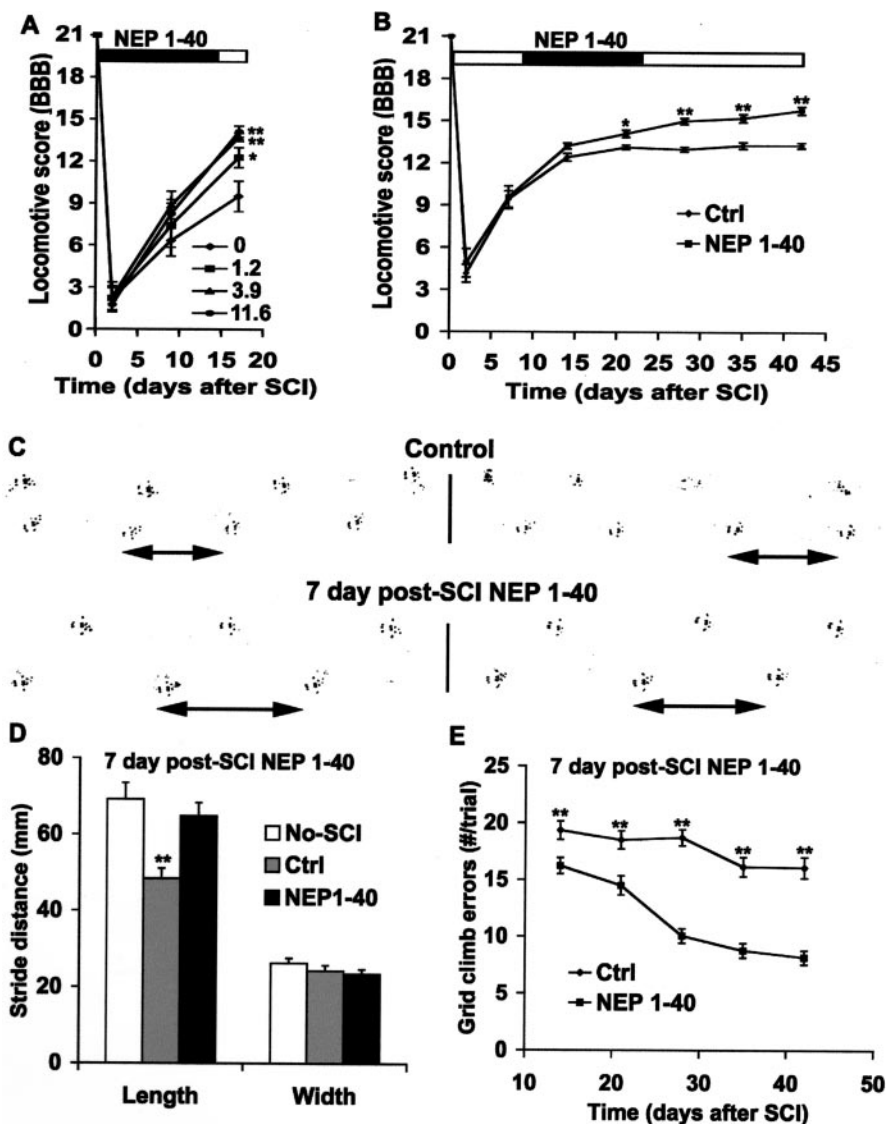 A
NEP 1-40
Locomotive score (BBB)
21
18
15
12
9
6
3
0
**
**
*
0
1.2
3.9
11.6
0 5 10 15 20
Time (days after SCI)
B
NEP 1-40
Locomotive score (BBB)
21
18
15
12
9
6
3
0
* ** ** **
Ctrl
NEP 1-40
0 5 10 15 20 25 30 35 40 45
Time (days after SCI)
C
Control
7 day post-SCI NEP 1-40
D
7 day post-SCI NEP 1-40
Stride distance (mm)
80
60
40
20
0
**
No-SCI
Ctrl
NEP1-40
Length Width
E
7 day post-SCI NEP 1-40
Grid climb errors (#/trial)
25
20
15
10
5
0
** ** ** ** **
Ctrl
NEP 1-40
10 20 30 40 50
Time (days after SCI)